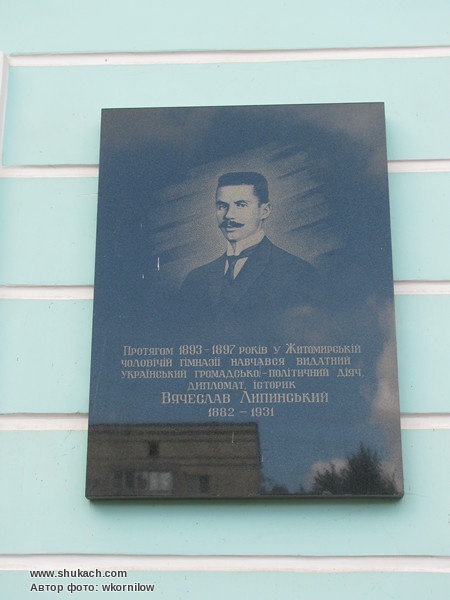 Протягом 1893-1897 років у Житомирській
чоловічій гімназії навчався видатний
український громадсько-політичний діяч,
дипломат, історик
Вячеслав Липинський
1882 – 1931
www.shukach.com
Автор фото: wkornilow